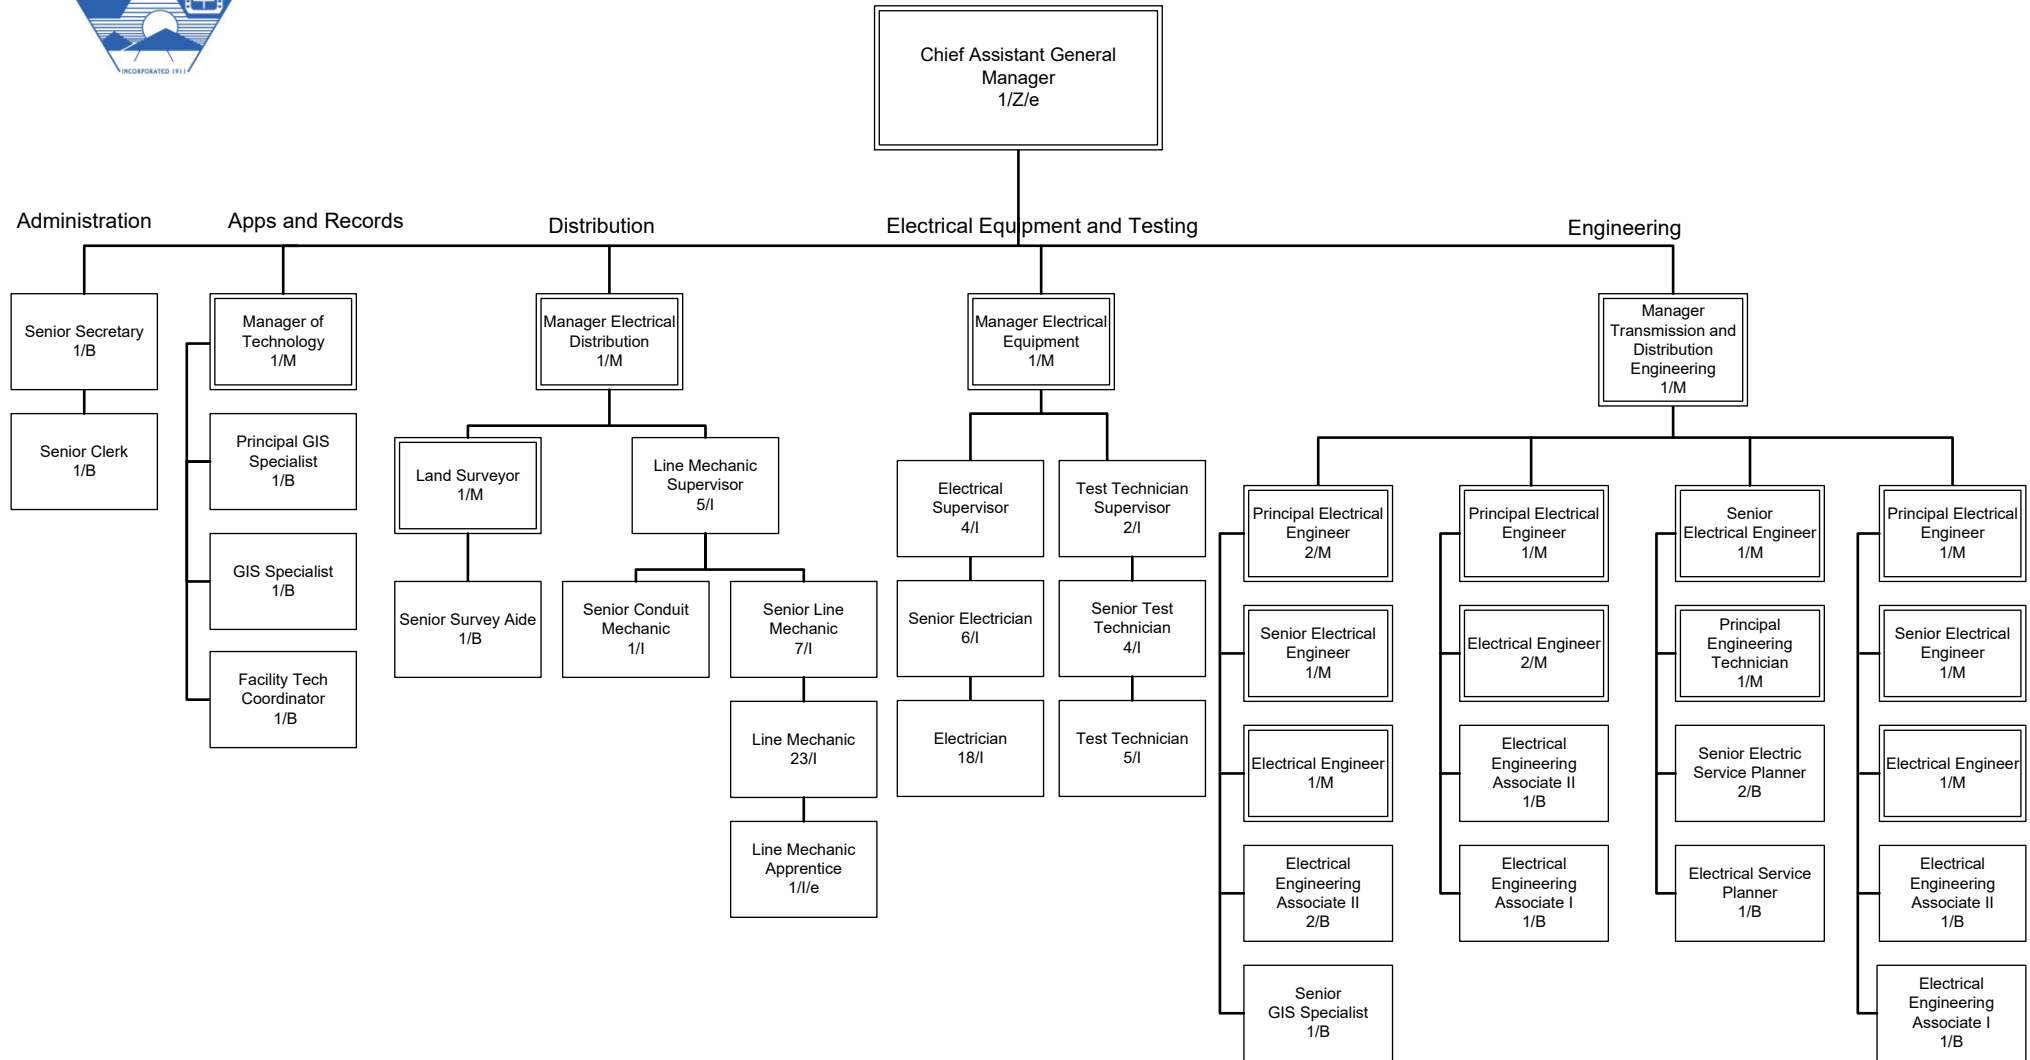 INCORPORATED 1911
Chief Assistant General
Manager
1/Z/e
Administration
Apps and Records
Distribution
Electrical Equipment and Testing
Engineering
Senior Secretary
1/B
Senior Clerk
1/B
Manager of
Technology
1/M
Principal GIS
Specialist
1/B
GIS Specialist
1/B
Facility Tech
Coordinator
1/B
Manager Electrical
Distribution
1/M
Land Surveyor
1/M
Senior Survey Aide
1/B
Line Mechanic
Supervisor
5/I
Senior Conduit
Mechanic
1/I
Senior Line
Mechanic
7/I
Line Mechanic
23/I
Line Mechanic
Apprentice
1/I/e
Manager Electrical
Equipment
1/M
Electrical
Supervisor
4/I
Senior Electrician
6/I
Electrician
18/I
Test Technician
Supervisor
2/I
Senior Test
Technician
4/I
Test Technician
5/I
Manager
Transmission and
Distribution
Engineering
1/M
Principal Electrical
Engineer
2/M
Senior Electrical
Engineer
1/M
Electrical Engineer
1/M
Electrical
Engineering
Associate II
2/B
Senior
GIS Specialist
1/B
Principal Electrical
Engineer
1/M
Electrical Engineer
2/M
Electrical
Engineering
Associate II
1/B
Electrical
Engineering
Associate I
1/B
Senior
Electrical Engineer
1/M
Principal
Engineering
Technician
1/M
Senior Electric
Service Planner
2/B
Electrical Service
Planner
1/B
Principal Electrical
Engineer
1/M
Senior Electrical
Engineer
1/M
Electrical Engineer
1/M
Electrical
Engineering
Associate II
1/B
Electrical
Engineering
Associate I
1/B